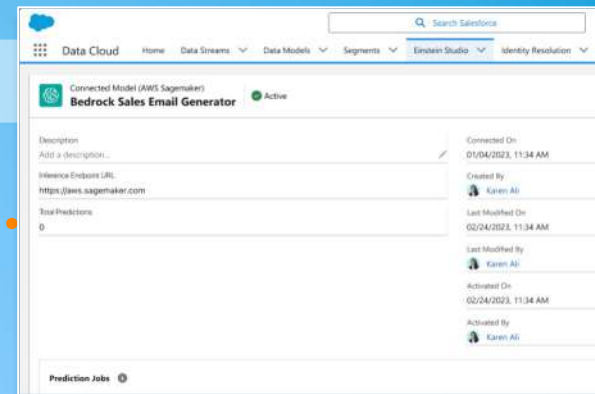 Search Salesforce
Data Cloud Home Data Streams Data Models Segments Einstein Studio Identity Resolution
Connected Model (AWS Sagemaker)
Bedrock Sales Email Generator Active
Description
Add a description...
Inference Endpoint URL
https://aws.sagemaker.com
Total Predictions
0
Connected On
01/04/2023, 11:34 AM
Created By
Karen Ali
Last Modified On
02/24/2023, 11:34 AM
Last Modified By
Karen Ali
Activated On
02/24/2023, 11:34 AM
Activated By
Karen Ali
Prediction Jobs